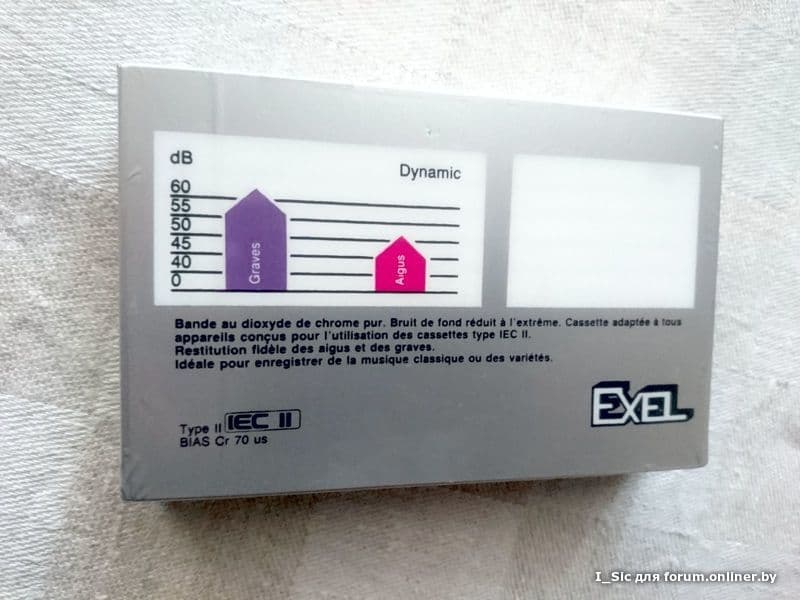 dB
Dynamic
60
55
50
45
40
0
Graves
Aigus
Bande au dioxyde de chrome pur. Bruit de fond réduit à l'extrême. Cassette adaptée à tous
appareils conçus pour l'utilisation des cassettes type IEC II.
Restitution fidèle des aigus et des graves.
Idéale pour enregistrer de la musique classique ou des variétés.
Type II IEC II
BIAS Cr 70 us
EXEL
I_Slc для forum.onliner.by